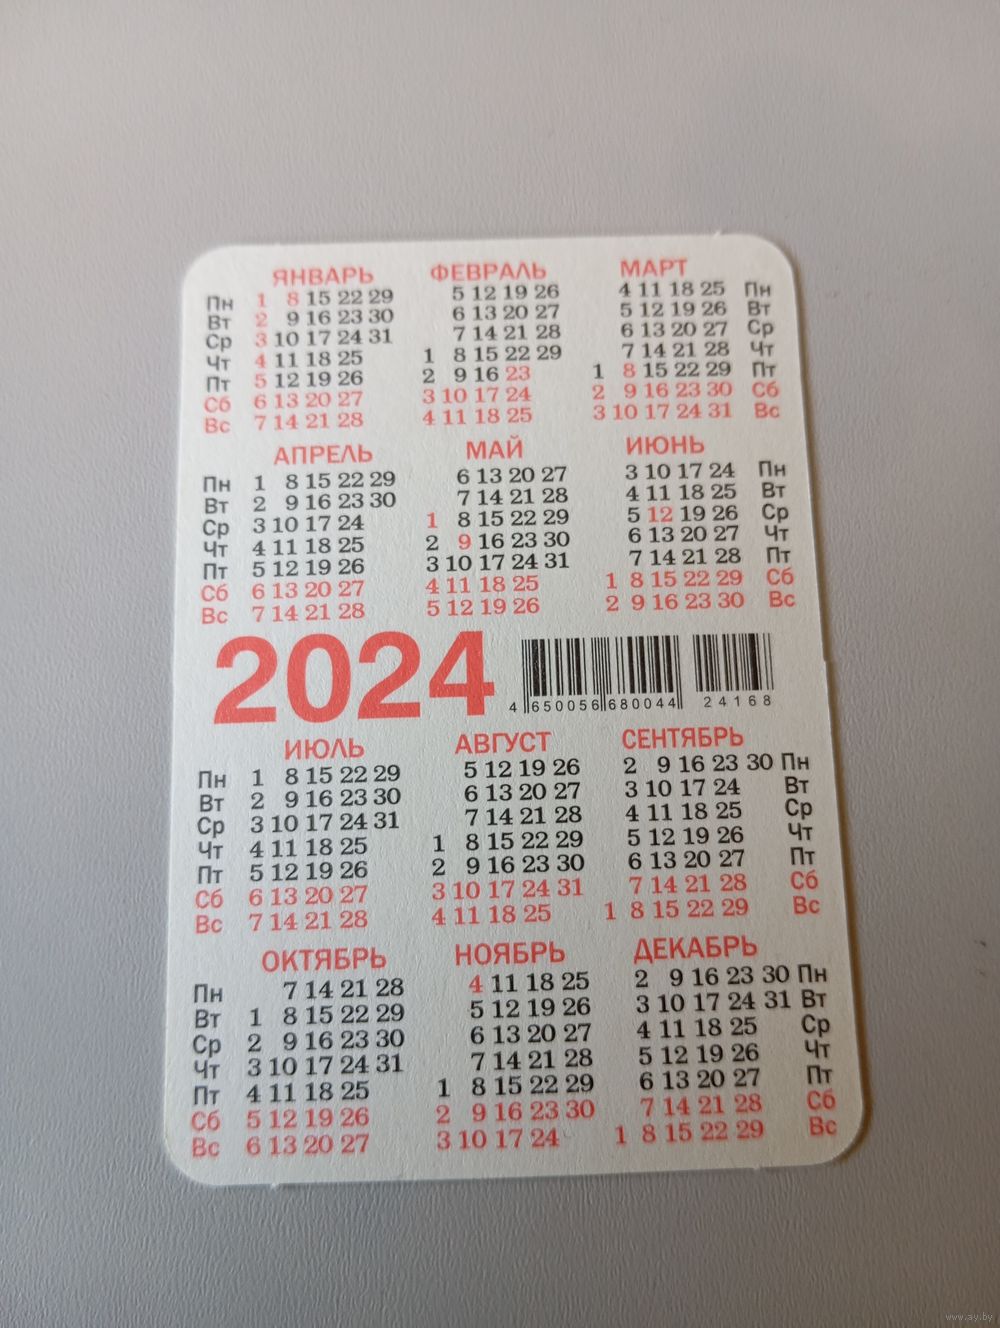 ЯНВАРЬ ФЕВРАЛЬ МАРТ
Пн 1 8 15 22 29 5 12 19 26 4 11 18 25 Пн
Вт 2 9 16 23 30 6 13 20 27 5 12 19 26 Вт
Ср 3 10 17 24 31 7 14 21 28 6 13 20 27 Ср
Чт 4 11 18 25 1 8 15 22 29 7 14 21 28 Чт
Пт 5 12 19 26 2 9 16 23 1 8 15 22 29 Пт
Сб 6 13 20 27 3 10 17 24 2 9 16 23 30 Сб
Вс 7 14 21 28 4 11 18 25 3 10 17 24 31 Вс
АПРЕЛЬ МАЙ ИЮНЬ
Пн 1 8 15 22 29 6 13 20 27 3 10 17 24 Пн
Вт 2 9 16 23 30 7 14 21 28 4 11 18 25 Вт
Ср 3 10 17 24 1 8 15 22 29 5 12 19 26 Ср
Чт 4 11 18 25 2 9 16 23 30 6 13 20 27 Чт
Пт 5 12 19 26 3 10 17 24 31 7 14 21 28 Пт
Сб 6 13 20 27 4 11 18 25 1 8 15 22 29 Сб
Вс 7 14 21 28 5 12 19 26 2 9 16 23 30 Вс
2024
4 650056 680044 24168
ИЮЛЬ АВГУСТ СЕНТЯБРЬ
Пн 1 8 15 22 29 5 12 19 26 2 9 16 23 30 Пн
Вт 2 9 16 23 30 6 13 20 27 3 10 17 24 Вт
Ср 3 10 17 24 31 7 14 21 28 4 11 18 25 Ср
Чт 4 11 18 25 1 8 15 22 29 5 12 19 26 Чт
Пт 5 12 19 26 2 9 16 23 30 6 13 20 27 Пт
Сб 6 13 20 27 3 10 17 24 31 7 14 21 28 Сб
Вс 7 14 21 28 4 11 18 25 1 8 15 22 29 Вс
ОКТЯБРЬ НОЯБРЬ ДЕКАБРЬ
Пн 7 14 21 28 4 11 18 25 2 9 16 23 30 Пн
Вт 1 8 15 22 29 5 12 19 26 3 10 17 24 31 Вт
Ср 2 9 16 23 30 6 13 20 27 4 11 18 25 Ср
Чт 3 10 17 24 31 7 14 21 28 5 12 19 26 Чт
Пт 4 11 18 25 1 8 15 22 29 6 13 20 27 Пт
Сб 5 12 19 26 2 9 16 23 30 7 14 21 28 Сб
Вс 6 13 20 27 3 10 17 24 1 8 15 22 29 Вс
www.ay.by